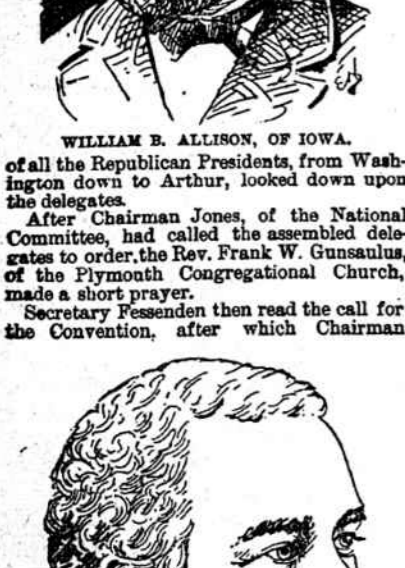 WILLIAM B. ALLISON, OF IOWA.
of all the Republican Presidents, from Wash-
ington down to Arthur, looked down upon
the delegates.
After Chairman Jones, of the National
Committee, had called the assembled dele-
gates to order, the Rev. Frank W. Gunsaulus,
of the Plymouth Congregational Church,
made a short prayer.
Secretary Fessenden then read the call for
the Convention, after which Chairman